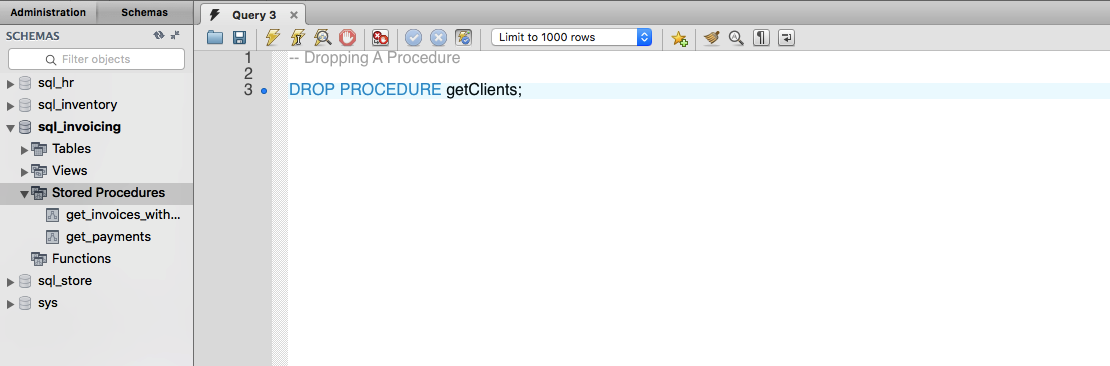 Administration
Schemas
SCHEMAS
Filter objects
sql_hr
sql_inventory
sql_invoicing
Tables
Views
Stored Procedures
get_invoices_with...
get_payments
Functions
sql_store
sys
Query 3
Limit to 1000 rows
1 -- Dropping A Procedure
2
3 DROP PROCEDURE getClients;